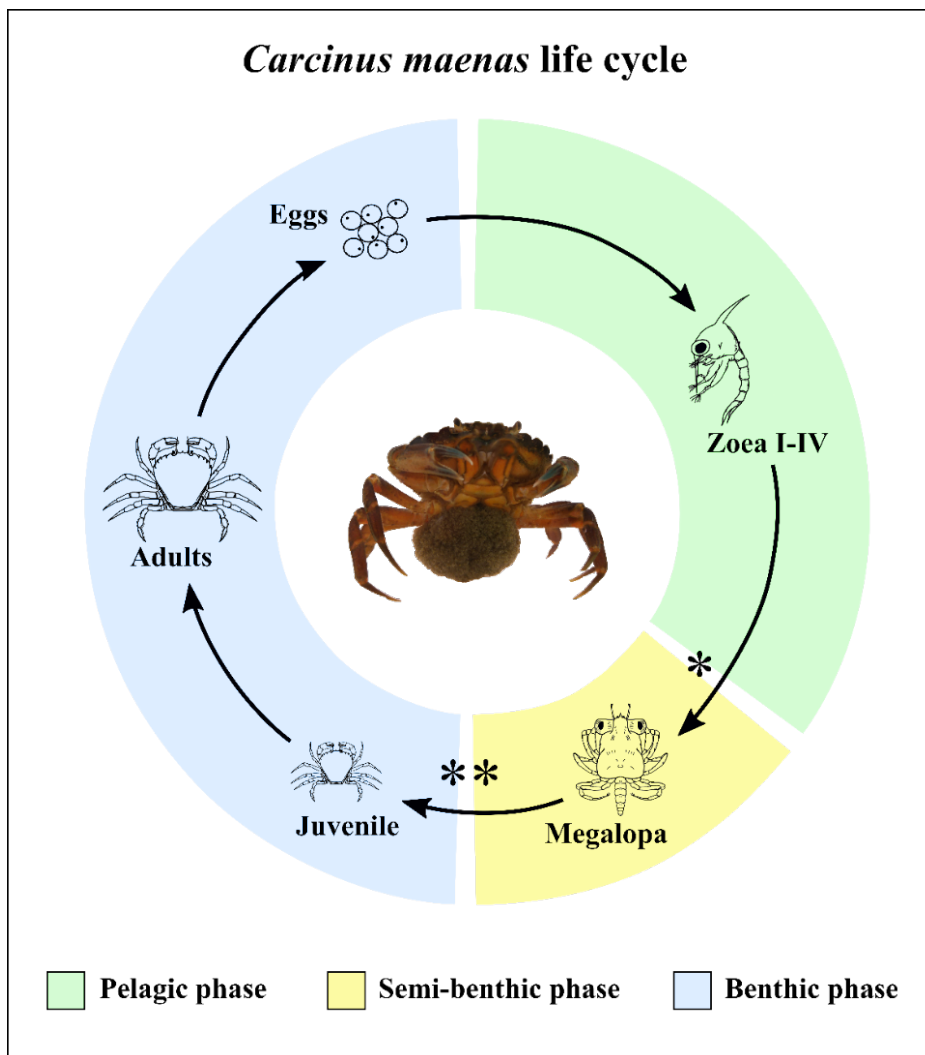 Carcinus maenas life cycle
Eggs
Zoea I-IV
Adults
*
**
Megalopa
Juvenile
Pelagic phase
Semi-benthic phase
Benthic phase